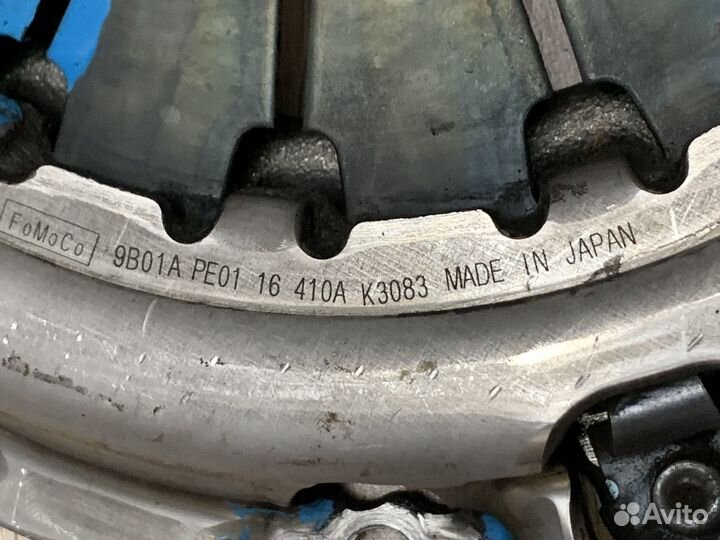 FoMoCo 9B01A PE01 16 410A K3083 MADE IN JAPAN
Avito